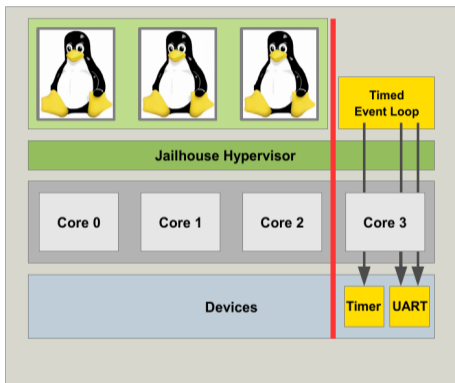 Timed
Event Loop
Jailhouse Hypervisor
Core 0
Core 1
Core 2
Core 3
Devices
Timer
UART